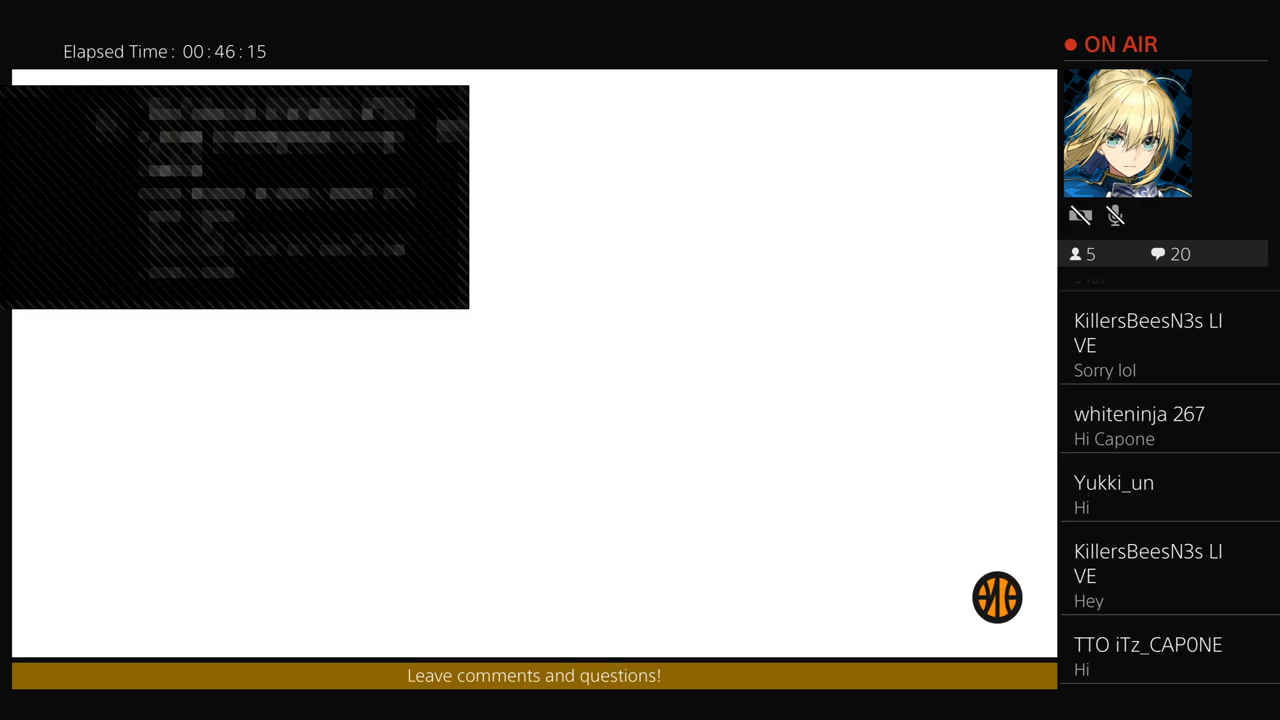 Elapsed Time : 00:46:15
ON AIR
5
20
KillersBeesN3s LI
VE
Sorry lol
whiteninja 267
Hi Capone
Yukki_un
Hi
KillersBeesN3s LI
VE
Hey
TTO iTz_CAP0NE
Hi
Leave comments and questions!